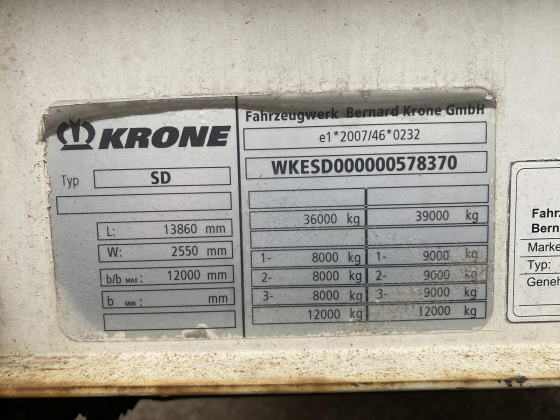 KRONE
Typ SD
L: 13860 mm
W: 2550 mm
b/b MAX: 12000 mm
b MIN: mm
Fahrzeugwerk Bernard Krone GmbH
e1*2007/46*0232
WKESD000000578370
36000 kg 39000 kg
1- 8000 kg 1- 9000 kg
2- 8000 kg 2- 9000 kg
3- 8000 kg 3- 9000 kg
12000 kg 12000 kg
Fahrz
Bern
Marke
Typ:
Geneh